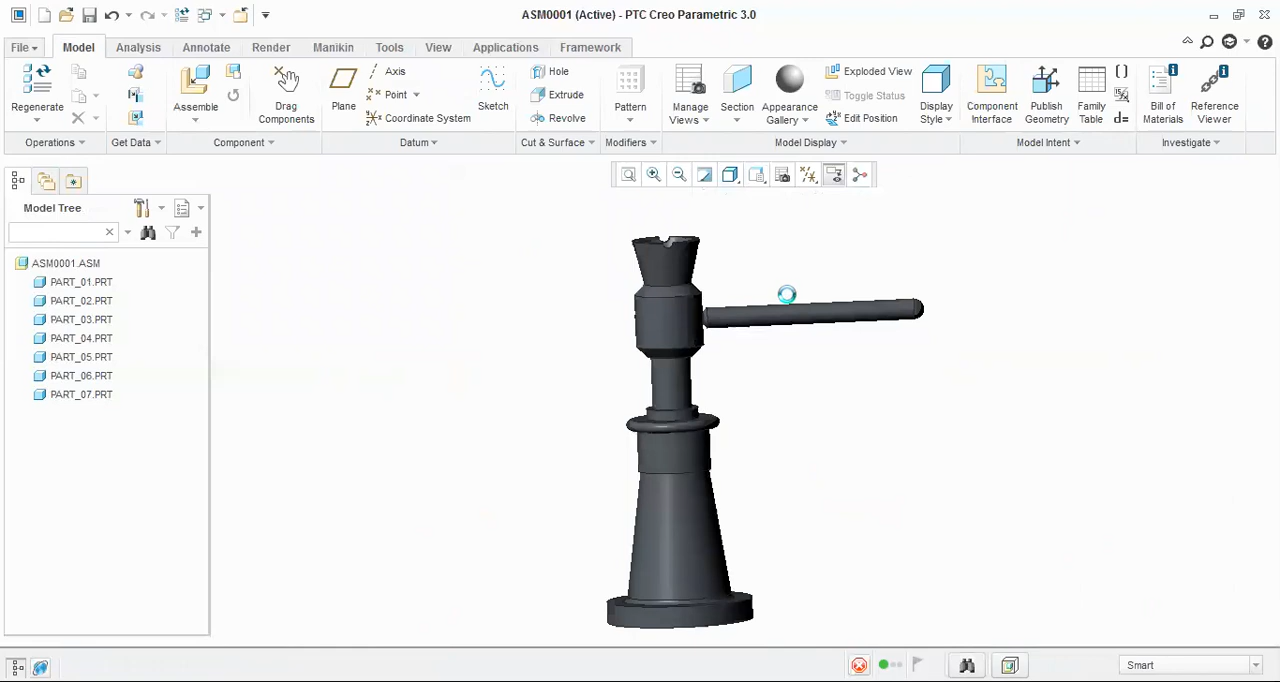 ASM0001 (Active) - PTC Creo Parametric 3.0
File Model Analysis Annotate Render Manikin Tools View Applications Framework
Regenerate
Operations
Get Data
Assemble
Component
Drag Components
Plane
Axis
Point
Coordinate System
Datum
Sketch
Hole
Extrude
Revolve
Cut & Surface
Pattern
Modifiers
Manage Views
Section
Appearance Gallery
Exploded View
Toggle Status
Edit Position
Display Style
Model Display
Component Interface
Publish Geometry
Family Table
d=
Model Intent
Bill of Materials
Reference Viewer
Investigate
Model Tree
ASM0001.ASM
PART_01.PRT
PART_02.PRT
PART_03.PRT
PART_04.PRT
PART_05.PRT
PART_06.PRT
PART_07.PRT
Smart